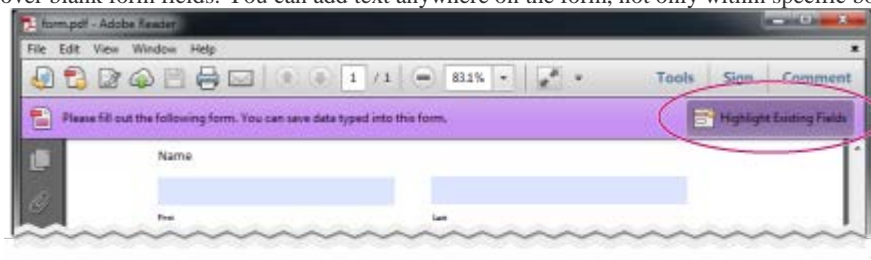 over blank form fields. You can add text anywhere on the form, not only within specific
form.pdf - Adobe Reader
File Edit View Window Help
1 / 1 83.1% Tools Sign Comment
Please fill out the following form. You can save data typed into this form. Highlight Existing Fields
Name
First Last